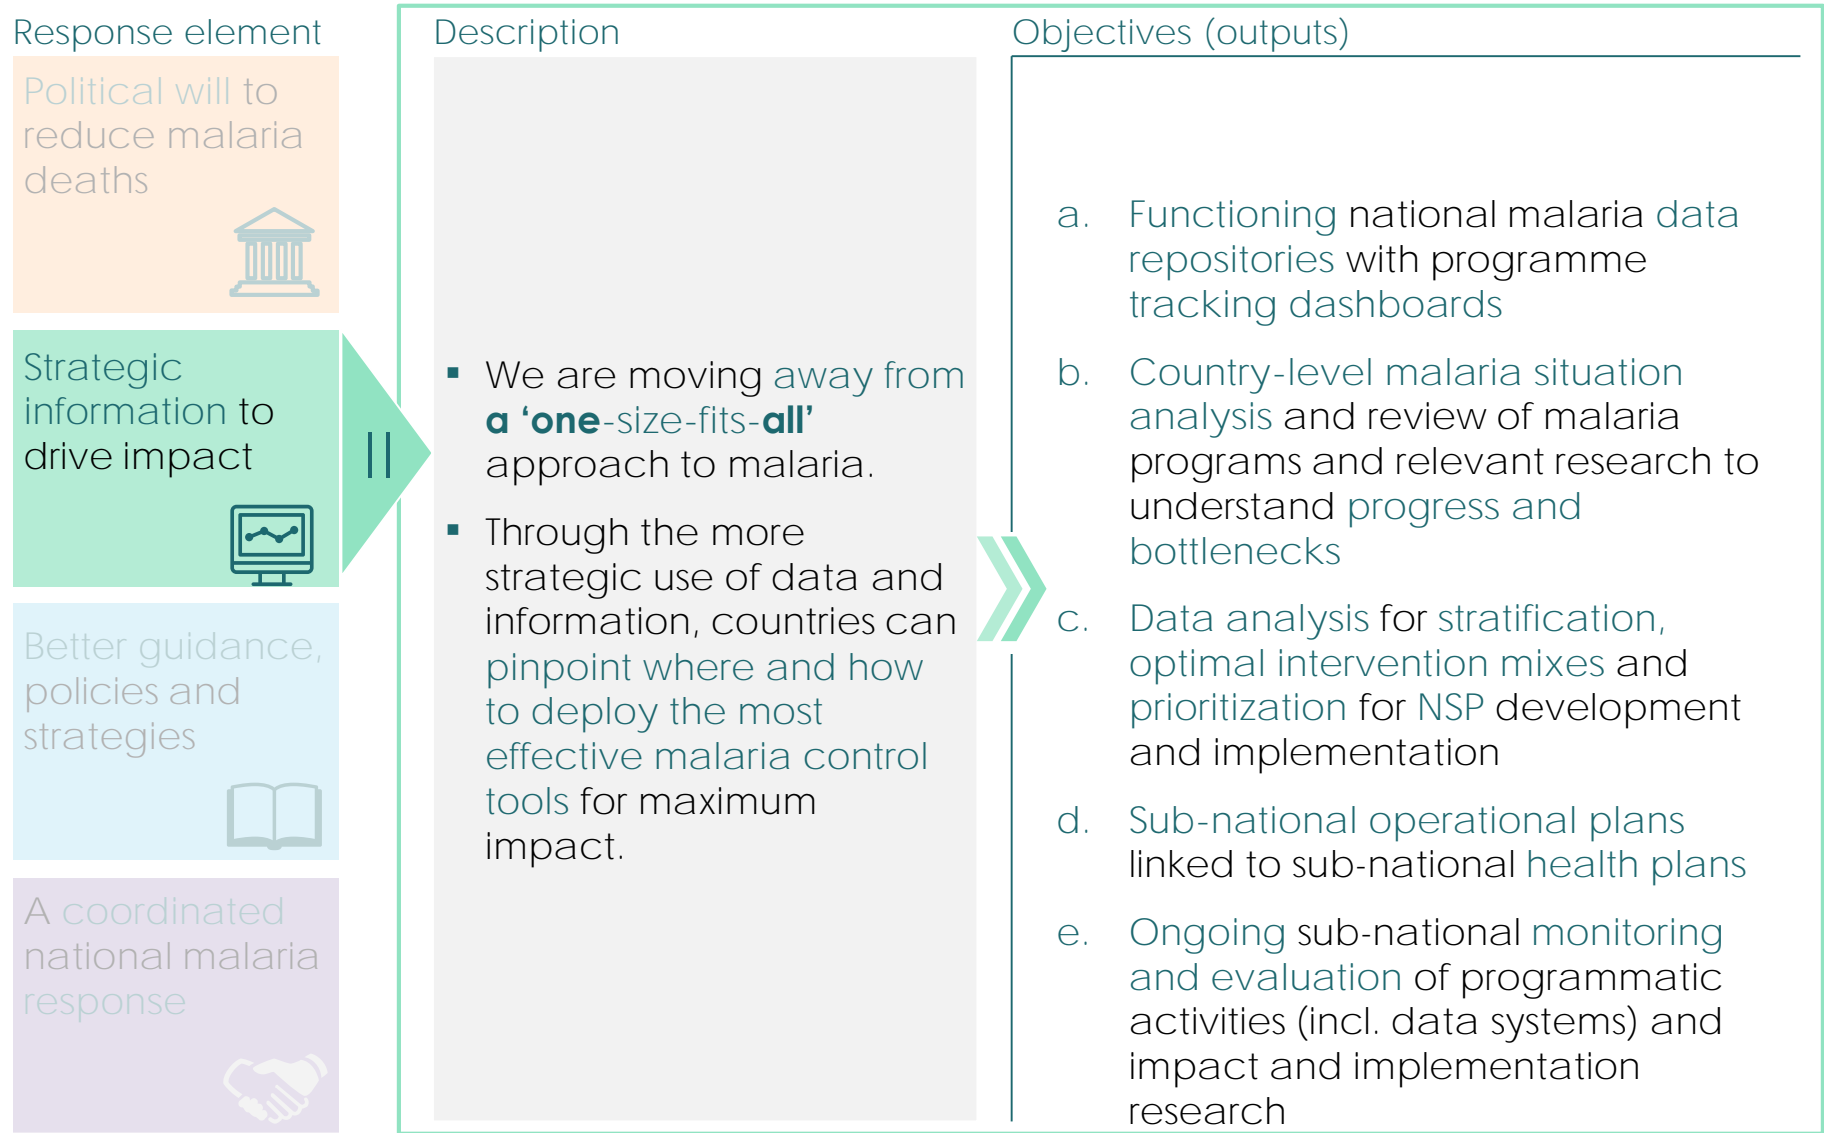 Response element
Political will to
reduce malaria
deaths
Strategic
information to
drive impact
Better guidance,
policies and
strategies
A coordinated
national malaria
response
II
Description
▪ We are moving away from
a ‘one-size-fits-all’
approach to malaria.
▪ Through the more
strategic use of data and
information, countries can
pinpoint where and how
to deploy the most
effective malaria control
tools for maximum
impact.
Objectives (outputs)
a. Functioning national malaria data
repositories with programme
tracking dashboards
b. Country-level malaria situation
analysis and review of malaria
programs and relevant research to
understand progress and
bottlenecks
c. Data analysis for stratification,
optimal intervention mixes and
prioritization for NSP development
and implementation
d. Sub-national operational plans
linked to sub-national health plans
e. Ongoing sub-national monitoring
and evaluation of programmatic
activities (incl. data systems) and
impact and implementation
research